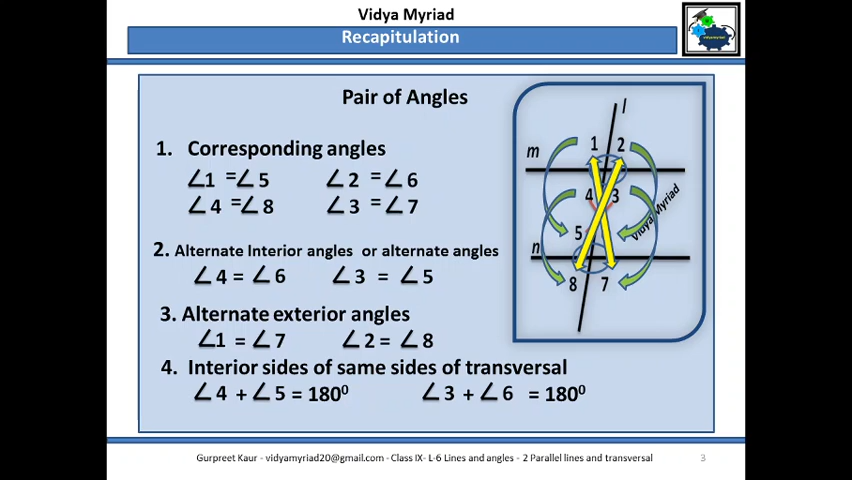 Vidya Myriad
Recapitulation
vidyamyriad
Pair of Angles
1. Corresponding angles
∠1 =∠5 ∠2 =∠6
∠4 =∠8 ∠3 =∠7
2. Alternate Interior angles or alternate angles
∠4 = ∠6 ∠3 = ∠5
3. Alternate exterior angles
∠1 = ∠7 ∠2 = ∠8
4. Interior sides of same sides of transversal
∠4 + ∠5 = 180⁰ ∠3 + ∠6 = 180⁰
l
1 2
m
4 3
Vidya Myriad
5
n
8 7
Gurpreet Kaur - vidyamyriad20@gmail.com - Class IX- L-6 Lines and angles - 2 Parallel lines and transversal
3